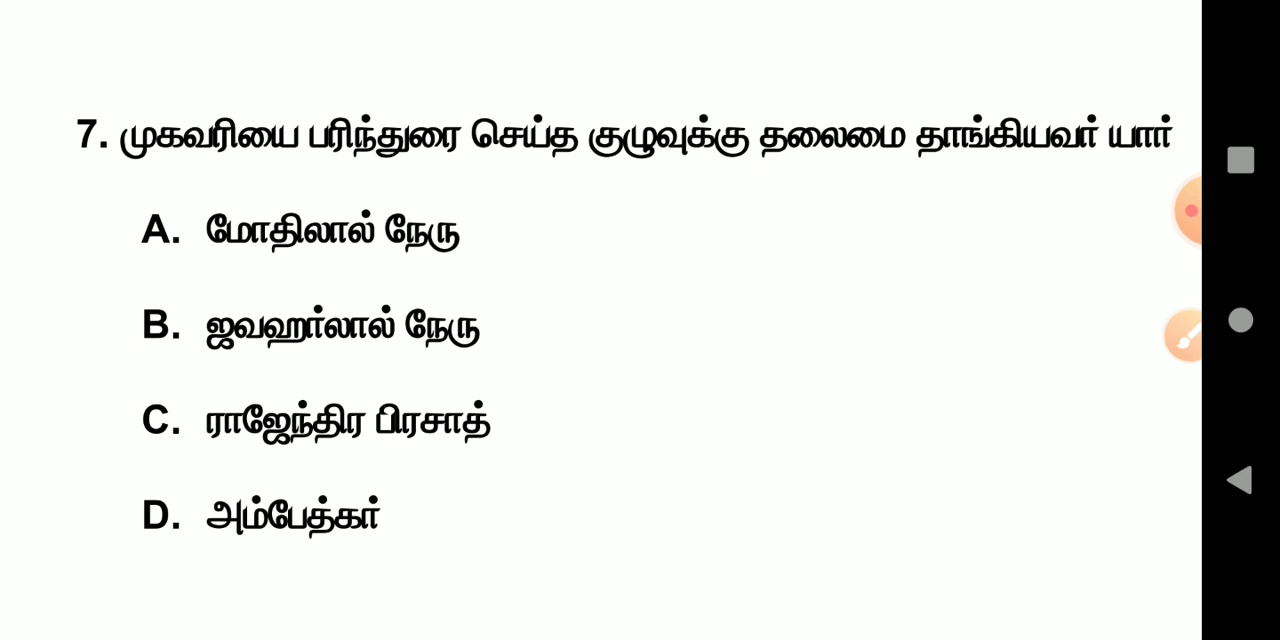 7. முகவரியை பரிந்துரை செய்த குழுவுக்கு தலைமை தாங்கியவர் யார்
A. மோதிலால் நேரு
B. ஜவஹர்லால் நேரு
C. ராஜேந்திர பிரசாத்
D. அம்பேத்கர்